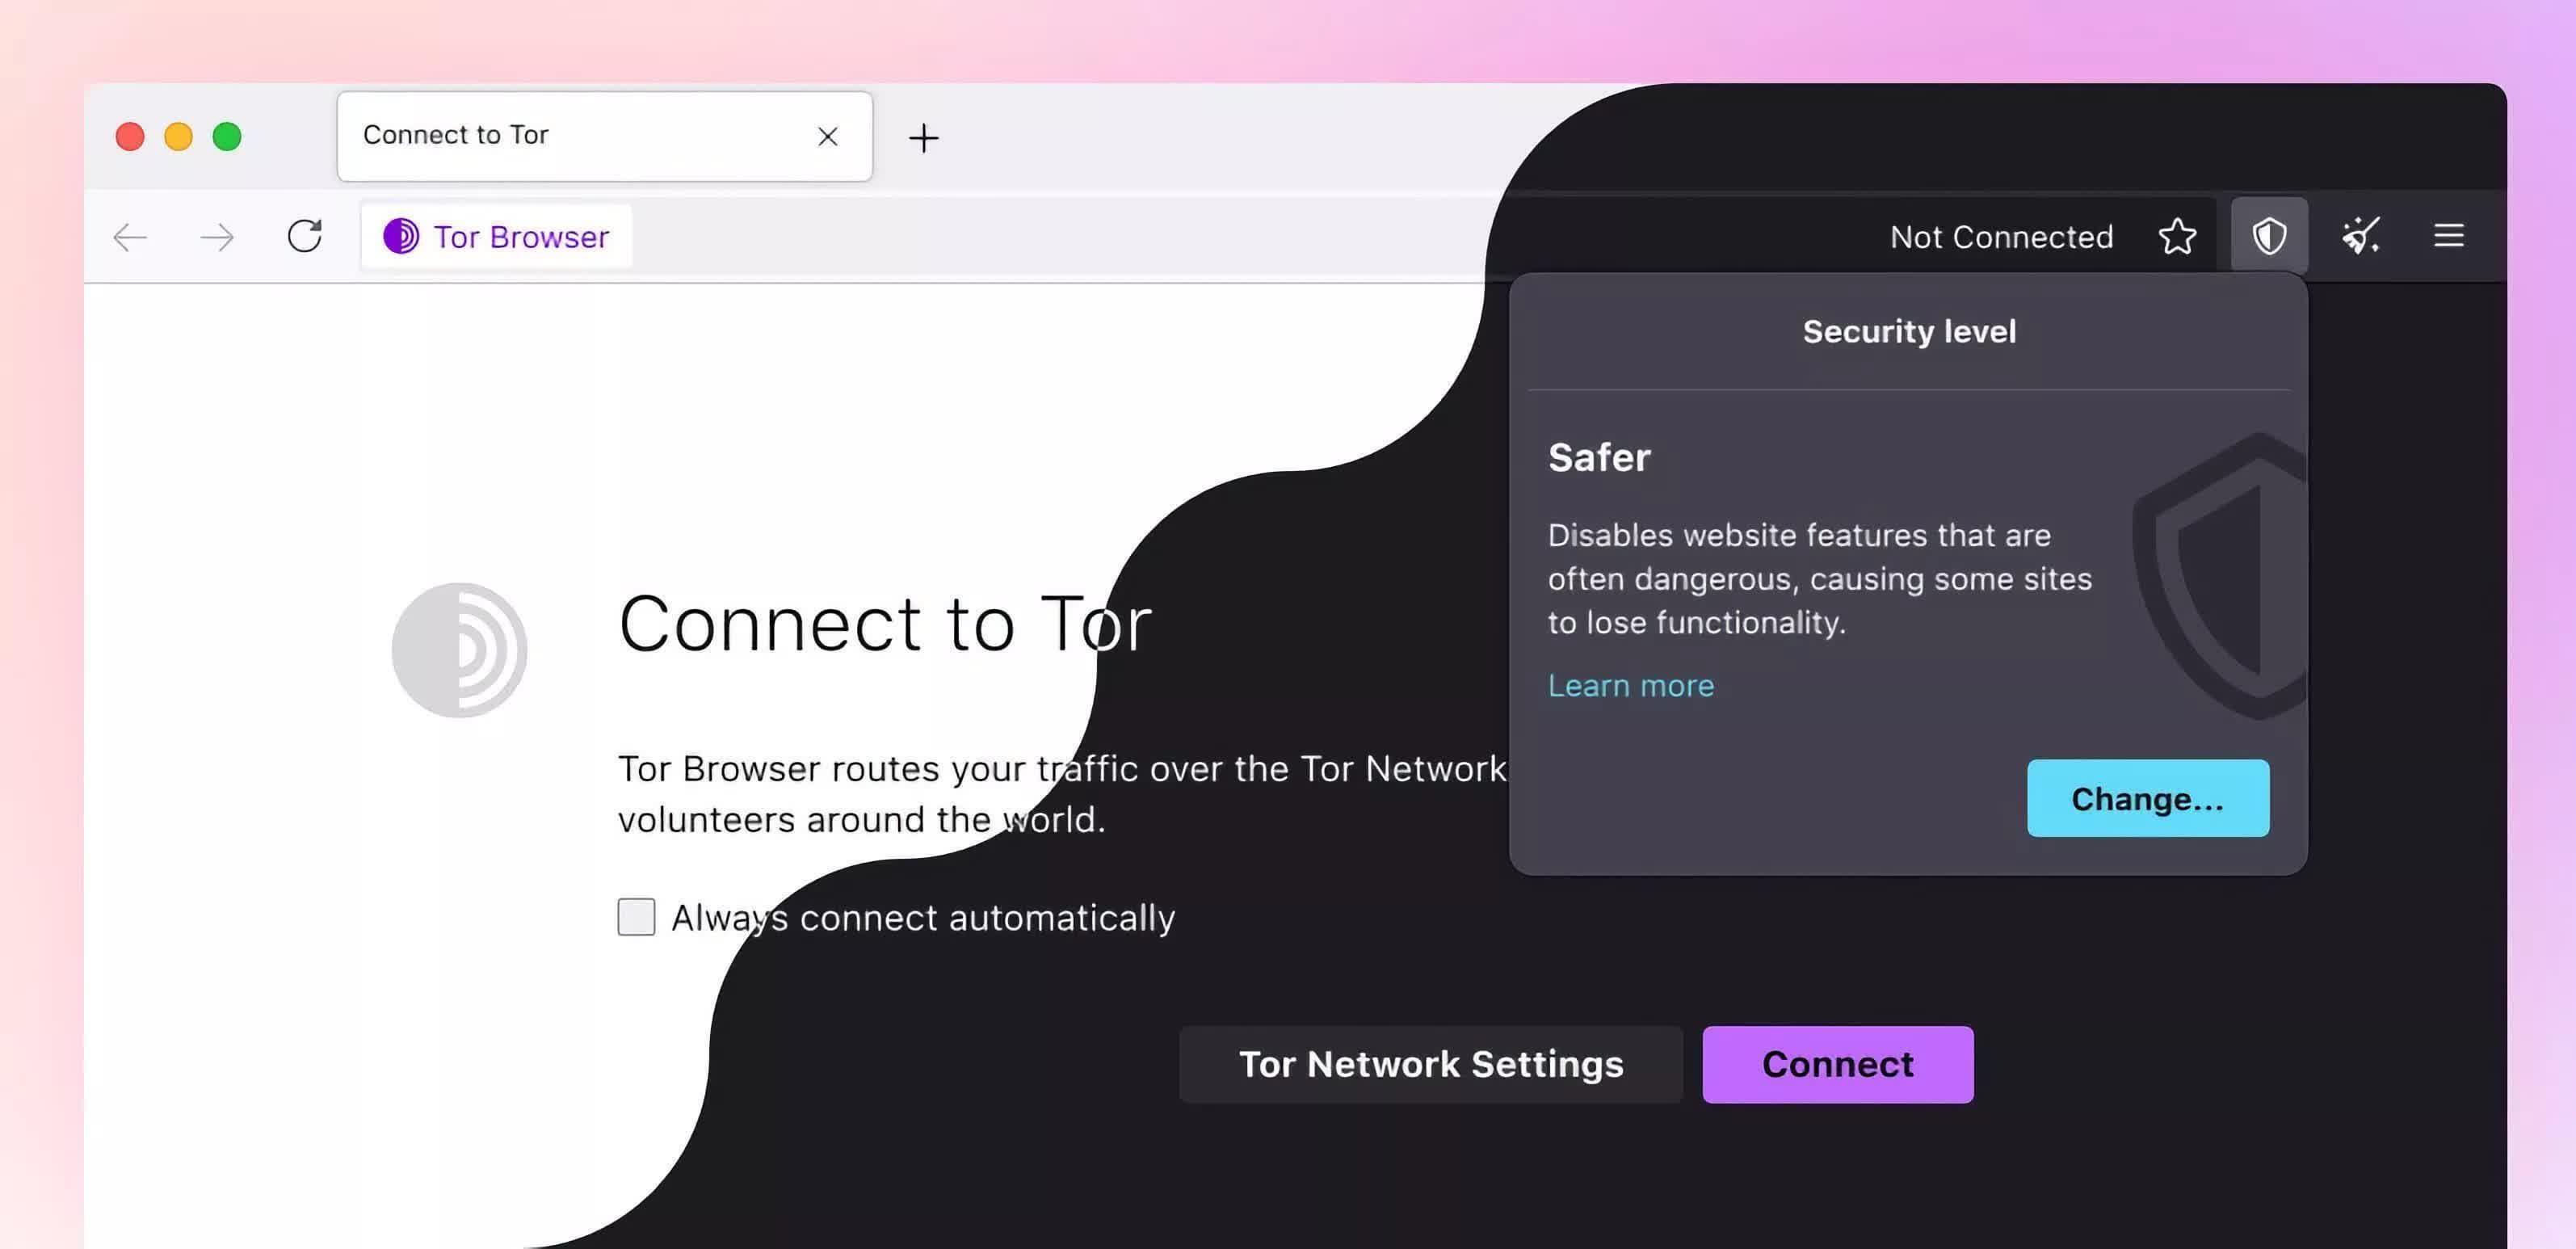 Connect to Tor
Tor Browser
Not Connected
Security level
Safer
Disables website features that are
often dangerous, causing some sites
to lose functionality.
Learn more
Change...
Connect to Tor
Tor Browser routes your traffic over the Tor Network
volunteers around the world.
Always connect automatically
Tor Network Settings
Connect